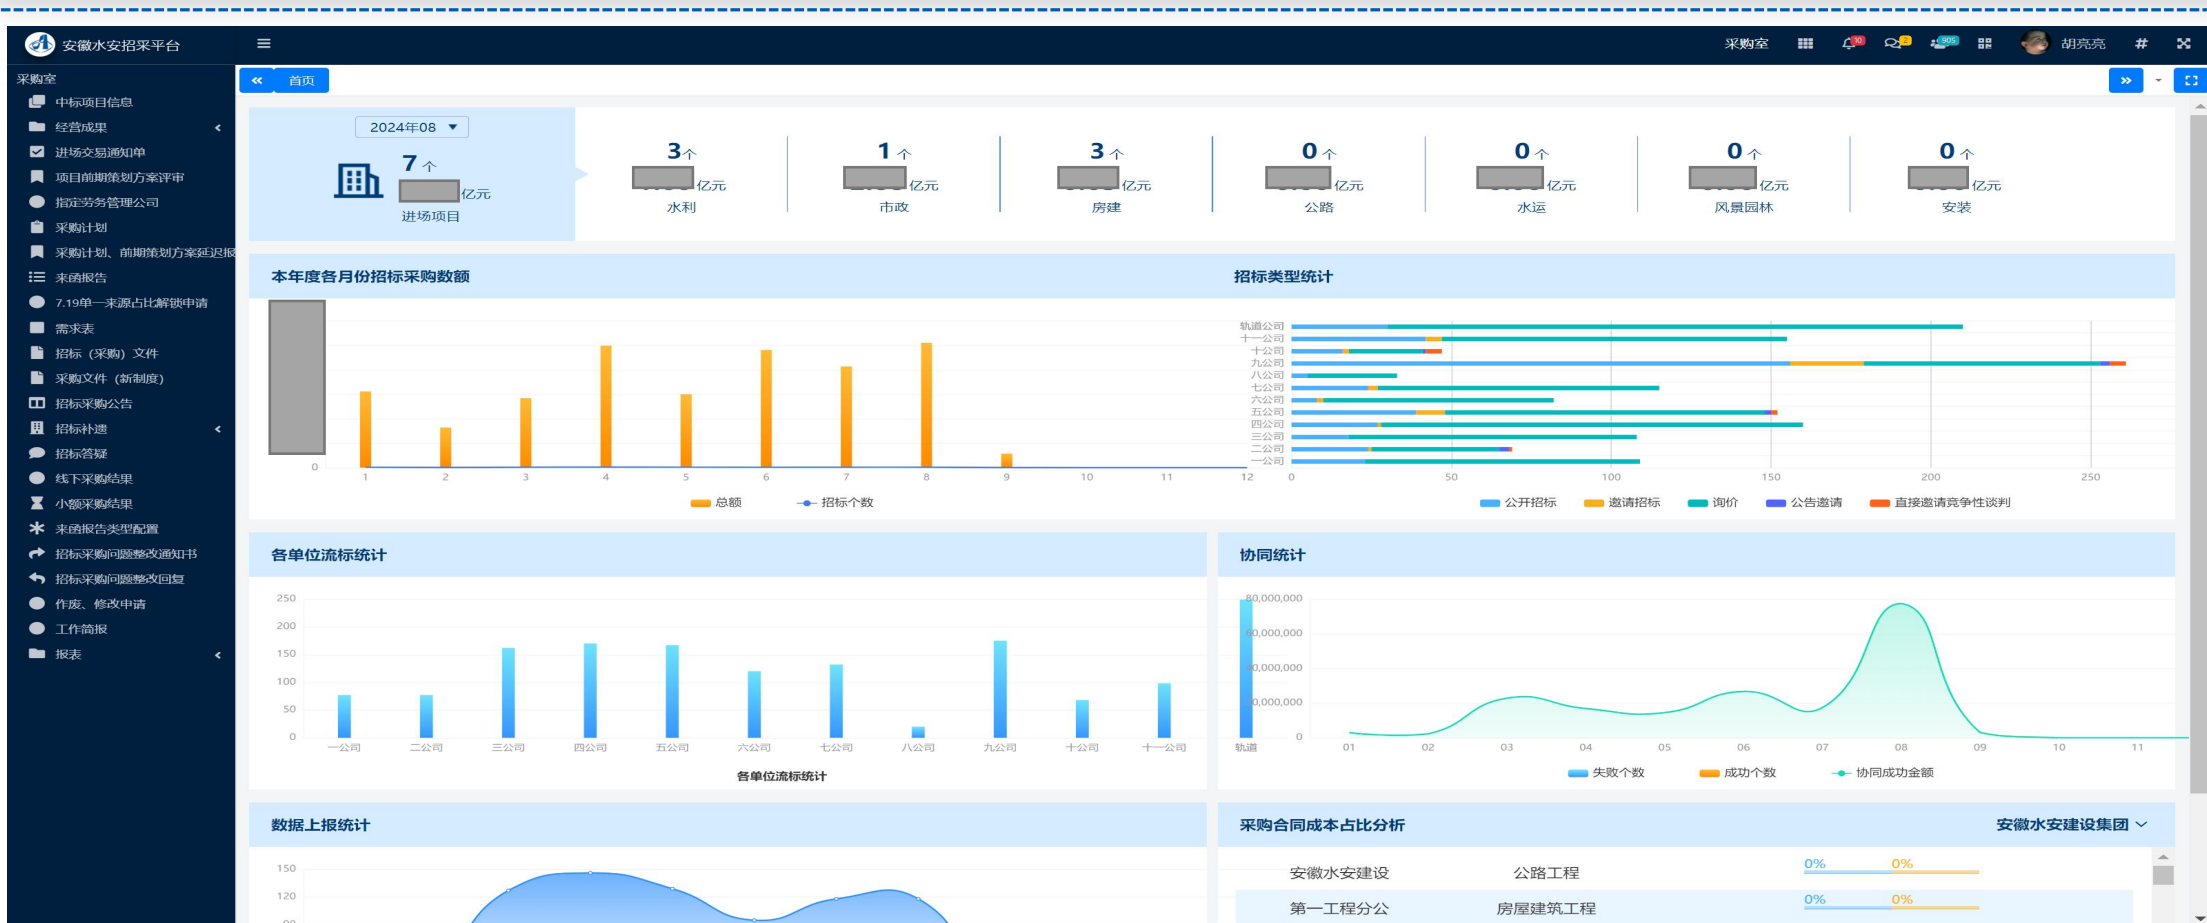 安徽水安招采平台
采购室 10 2 905 胡亮亮 #
采购室
中标项目信息
经营成果
进场交易通知单
项目前期策划方案评审
指定劳务管理公司
采购计划
采购计划、前期策划方案延迟报
来函报告
7.19单一来源占比解锁申请
需求表
招标（采购）文件
采购文件（新制度）
招标采购公告
招标补遗
招标答疑
线下采购结果
小额采购结果
来函报告类型配置
招标采购问题整改通知书
招标采购问题整改回复
作废、修改申请
工作简报
报表
首页
2024年08
7 个
亿元
进场项目
3 个
亿元
水利
1 个
亿元
市政
3 个
亿元
房建
0 个
亿元
公路
0 个
亿元
水运
0 个
亿元
风景园林
0 个
亿元
安装
本年度各月份招标采购数额
0
1 2 3 4 5 6 7 8 9 10 11 12
总额 招标个数
招标类型统计
轨道公司
十一公司
十公司
九公司
八公司
七公司
六公司
五公司
四公司
三公司
二公司
一公司
0 50 100 150 200 250
公开招标 邀请招标 询价 公告邀请 直接邀请竞争性谈判
各单位流标统计
250
200
150
100
50
0
一公司 二公司 三公司 四公司 五公司 六公司 七公司 八公司 九公司 十公司 十一公司 轨道
各单位流标统计
协同统计
80,000,000
60,000,000
0,000,000
0,000,000
0
01 02 03 04 05 06 07 08 09 10 11
失败个数 成功个数 协同成功金额
数据上报统计
150
120
90
采购合同成本占比分析 安徽水安建设集团
安徽水安建设 公路工程 0% 0%
第一工程分公 房屋建筑工程 0% 0%